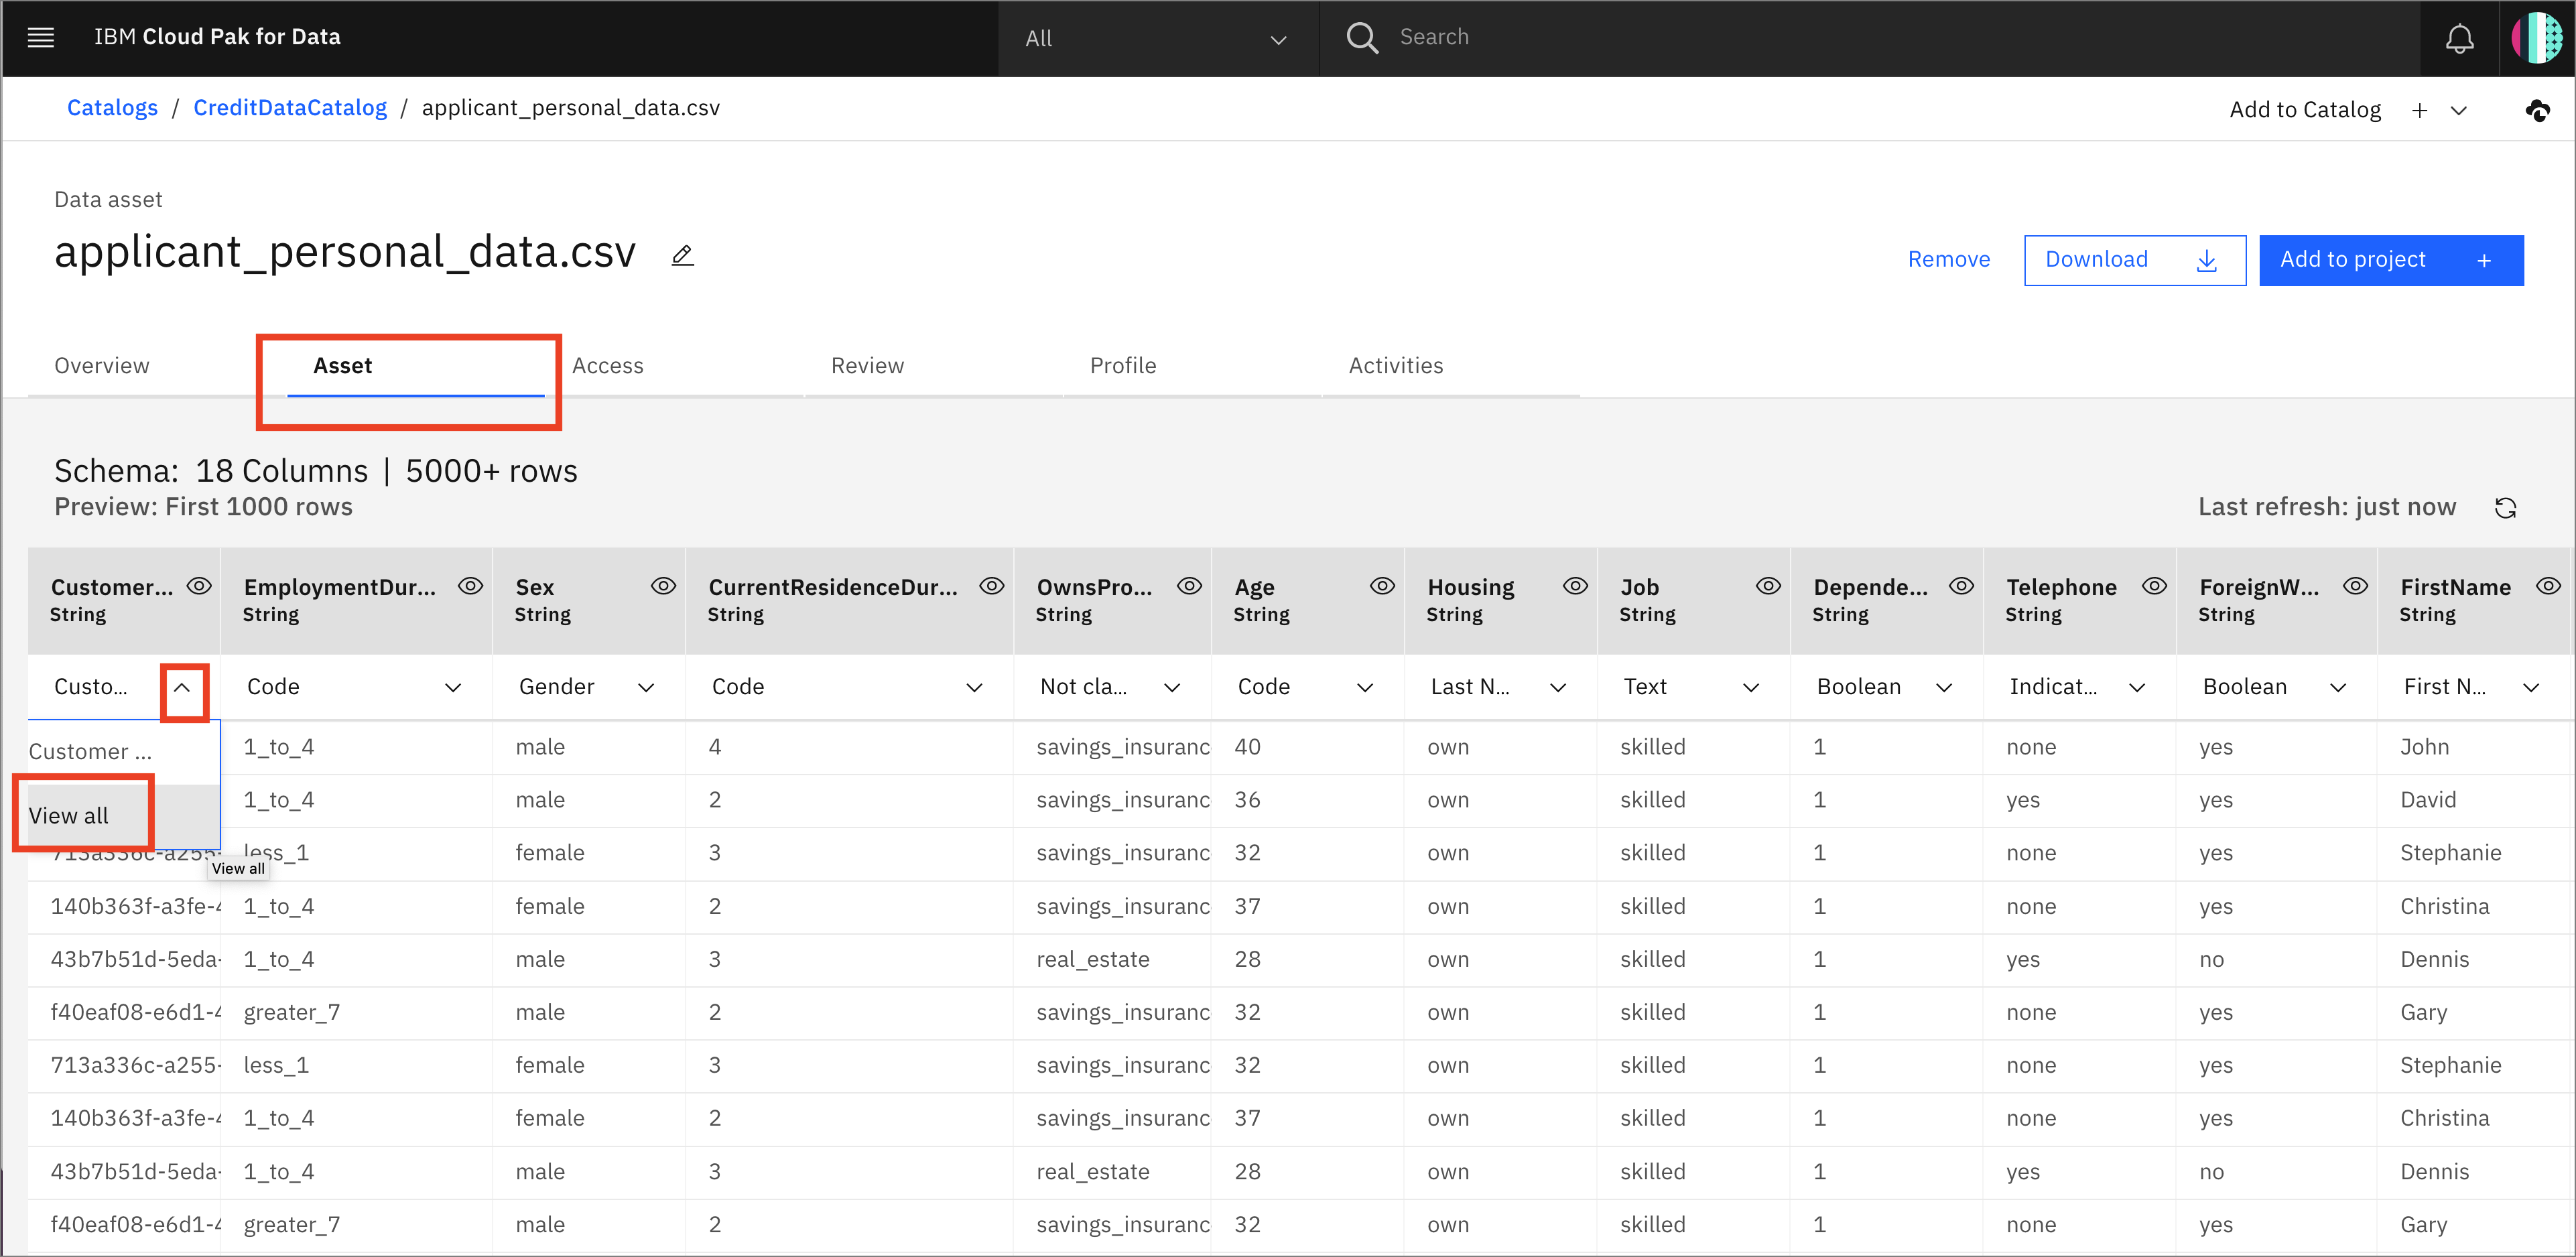 IBM Cloud Pak for Data All Search
Catalogs / CreditDataCatalog / applicant_personal_data.csv Add to Catalog
Data asset
applicant_personal_data.csv
Remove Download Add to project +
Overview Asset Access Review Profile Activities
Schema: 18 Columns | 5000+ rows
Preview: First 1000 rows Last refresh: just now
Customer... EmploymentDur... Sex CurrentResidenceDur... OwnsPro... Age Housing Job Depende... Telephone ForeignW... FirstName
String String String String String String String String String String String String
Custo... Code Gender Code Not cla... Code Last N... Text Boolean Indicat... Boolean First N...
Customer ... 1_to_4 male 4 savings_insuranc 40 own skilled 1 none yes John
View all 1_to_4 male 2 savings_insuranc 36 own skilled 1 yes yes David
713a336c-a255- less_1 female 3 savings_insuranc 32 own skilled 1 none yes Stephanie
View all
140b363f-a3fe-4 1_to_4 female 2 savings_insuranc 37 own skilled 1 none yes Christina
43b7b51d-5eda- 1_to_4 male 3 real_estate 28 own skilled 1 yes no Dennis
f40eaf08-e6d1-4 greater_7 male 2 savings_insuranc 32 own skilled 1 none yes Gary
713a336c-a255- less_1 female 3 savings_insuranc 32 own skilled 1 none yes Stephanie
140b363f-a3fe-4 1_to_4 female 2 savings_insuranc 37 own skilled 1 none yes Christina
43b7b51d-5eda- 1_to_4 male 3 real_estate 28 own skilled 1 yes no Dennis
f40eaf08-e6d1-4 greater_7 male 2 savings_insuranc 32 own skilled 1 none yes Gary